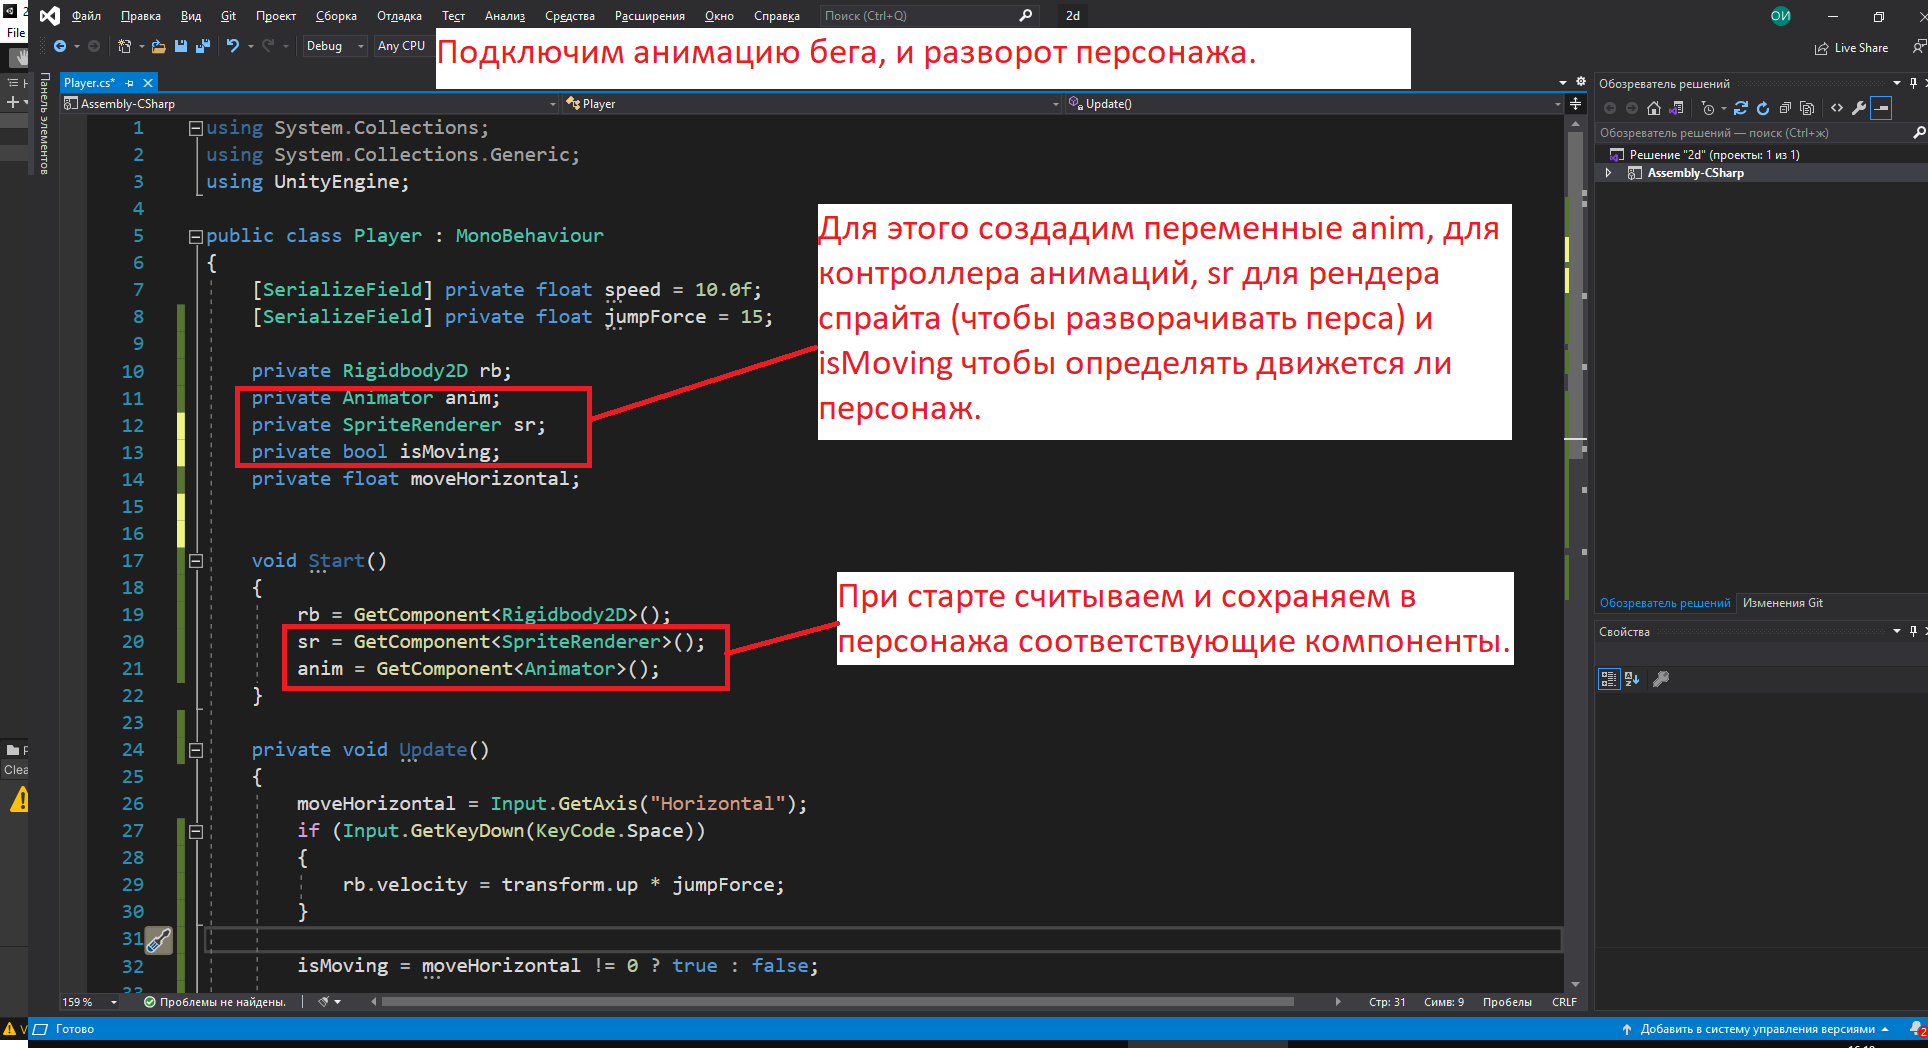 File
Файл Правка Вид Git Проект Сборка Отладка Тест Анализ Средства Расширения Окно Справка Поиск (Ctrl+Q) 2d ОИ
Debug Any CPU Live Share
Подключим анимацию бега, и разворот персонажа.
Панель элементов
Player.cs*
Assembly-CSharp Player Update()
1 using System.Collections;
2 using System.Collections.Generic;
3 using UnityEngine;
4
5 public class Player : MonoBehaviour
6 {
7 [SerializeField] private float speed = 10.0f;
8 [SerializeField] private float jumpForce = 15;
9
10 private Rigidbody2D rb;
11 private Animator anim;
12 private SpriteRenderer sr;
13 private bool isMoving;
14 private float moveHorizontal;
15
16
17 void Start()
18 {
19 rb = GetComponent<Rigidbody2D>();
20 sr = GetComponent<SpriteRenderer>();
21 anim = GetComponent<Animator>();
22 }
23
24 private void Update()
25 {
26 moveHorizontal = Input.GetAxis("Horizontal");
27 if (Input.GetKeyDown(KeyCode.Space))
28 {
29 rb.velocity = transform.up * jumpForce;
30 }
31
32 isMoving = moveHorizontal != 0 ? true : false;
33
Для этого создадим переменные anim, для
контроллера анимаций, sr для рендера
спрайта (чтобы разворачивать перса) и
isMoving чтобы определять движется ли
персонаж.
При старте считываем и сохраняем в
персонажа соответствующие компоненты.
Обозреватель решений
Обозреватель решений — поиск (Ctrl+ж)
Решение "2d" (проекты: 1 из 1)
Assembly-CSharp
Обозреватель решений Изменения Git
Свойства
Clea
159 % Проблемы не найдены. Стр: 31 Симв: 9 Пробелы CRLF
Готово Добавить в систему управления версиями 2